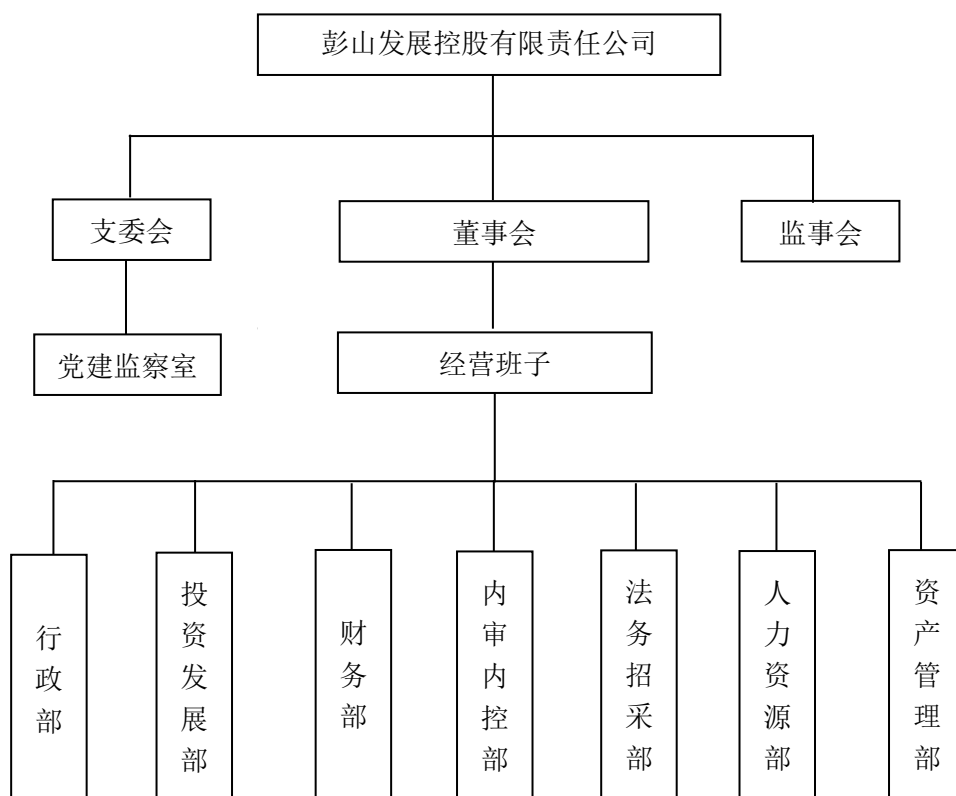 彭山发展控股有限责任公司
支委会
董事会
监事会
党建监察室
经营班子
行政部
投资发展部
财务部
内审内控部
法务招采部
人力资源部
资产管理部